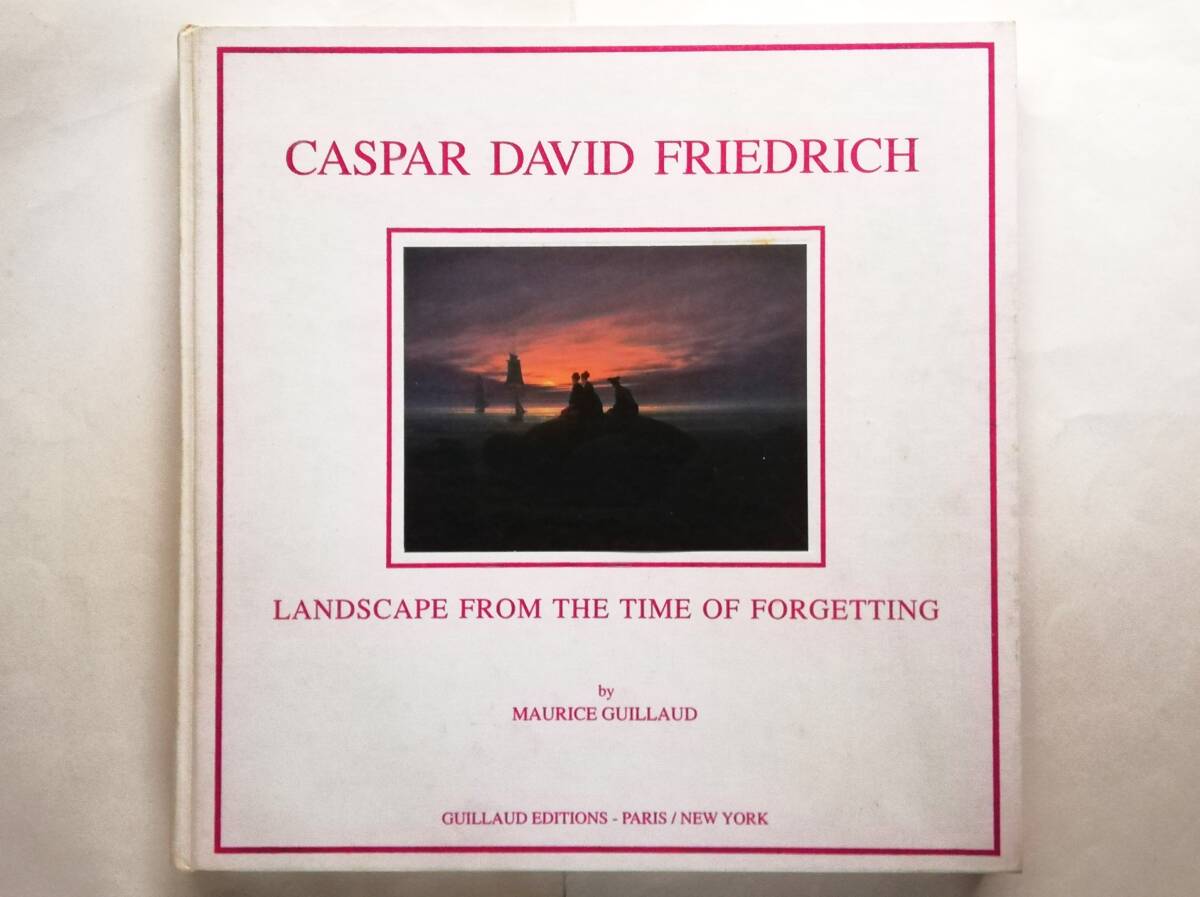 CASPAR DAVID FRIEDRICH
LANDSCAPE FROM THE TIME OF FORGETTING
by
MAURICE GUILLAUD
GUILLAUD EDITIONS - PARIS / NEW YORK